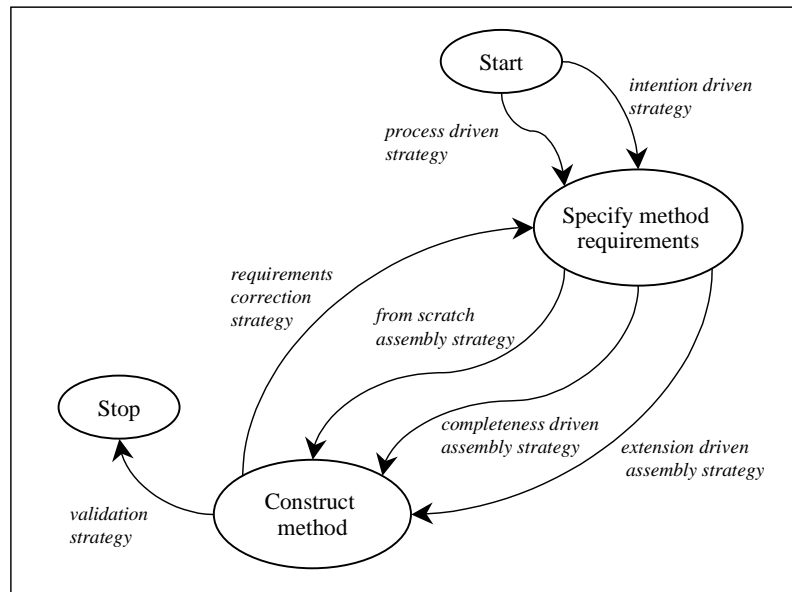 Start
intention driven
strategy
process driven
strategy
Specify method
requirements
requirements
correction
strategy
from scratch
assembly strategy
completeness driven
assembly strategy
extension driven
assembly strategy
Stop
validation
strategy
Construct
method